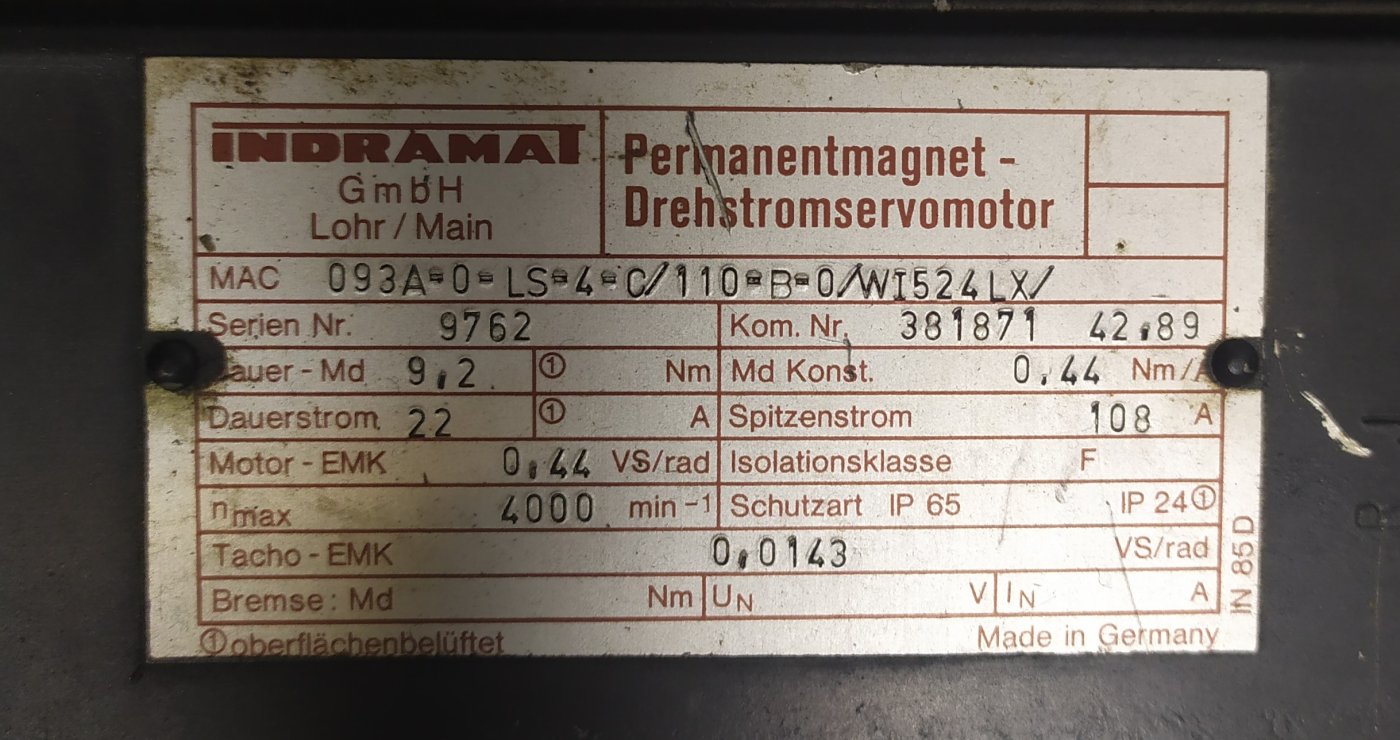 INDRAMAT
GmbH
Lohr / Main
Permanentmagnet -
Drehstromservomotor
MAC 093A-0-LS-4-C/110-B-0/WI524LX/
Serien Nr. 9762 Kom. Nr. 381871 42,89
Dauer - Md 9,2 ① Nm Md Konst. 0,44 Nm/A
Dauerstrom 22 ① A Spitzenstrom 108 A
Motor - EMK 0,44 VS/rad Isolationsklasse F
nmax 4000 min -1 Schutzart IP 65 IP 24①
Tacho - EMK 0,0143 VS/rad
Bremse: Md Nm UN V IN A
①oberflächenbelüftet Made in Germany
IN 85 D